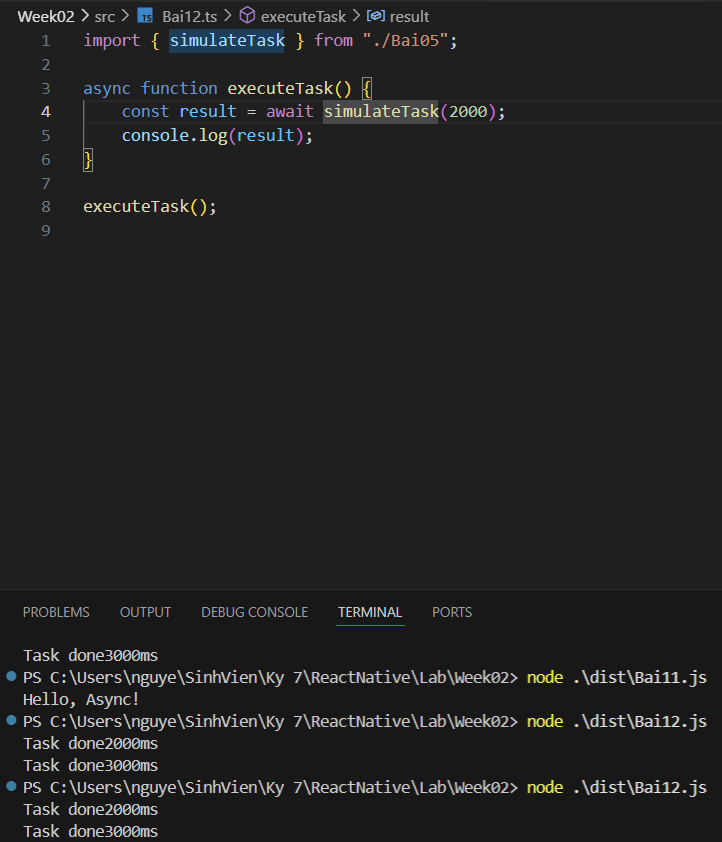 Week02 > src > TS Bai12.ts > executeTask > result
1 import { simulateTask } from "./Bai05";
2
3 async function executeTask() {
4 const result = await simulateTask(2000);
5 console.log(result);
6 }
7
8 executeTask();
9
PROBLEMS OUTPUT DEBUG CONSOLE TERMINAL PORTS
Task done3000ms
PS C:\Users\nguye\SinhVien\Ky 7\ReactNative\Lab\Week02> node .\dist\Bai11.js
Hello, Async!
PS C:\Users\nguye\SinhVien\Ky 7\ReactNative\Lab\Week02> node .\dist\Bai12.js
Task done2000ms
Task done3000ms
PS C:\Users\nguye\SinhVien\Ky 7\ReactNative\Lab\Week02> node .\dist\Bai12.js
Task done2000ms
Task done3000ms